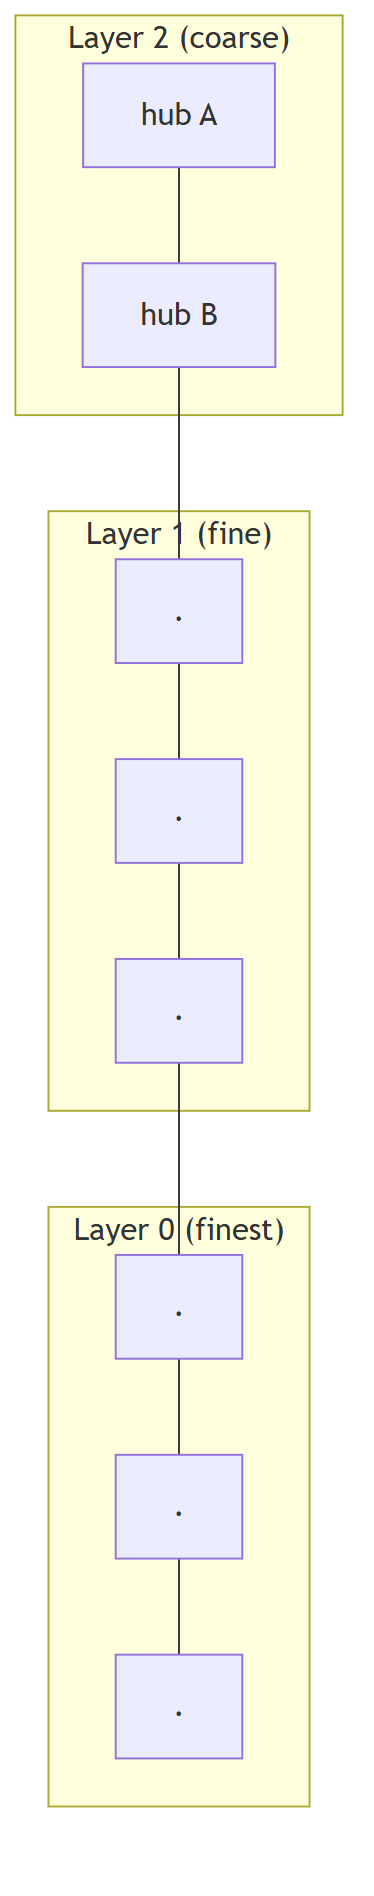 Layer 2 (coarse)
hub A
hub B
Layer 1 (fine)
.
.
.
Layer 0 (finest)
.
.
.